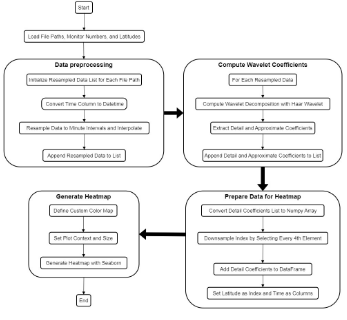 Start
Load File Paths, Monitor Numbers, and Latitudes
Data preprocessing
Initialize Resampled Data List for Each File Path
Convert Time Column to Datetime
Resample Data to Minute Intervals and Interpolate
Append Resampled Data to List
Compute Wavelet Coefficients
For Each Resampled Data
Compute Wavelet Decomposition with Haar Wavelet
Extract Detail and Approximate Coefficients
Append Detail and Approximate Coefficients to List
Prepare Data for Heatmap
Convert Detail Coefficients List to Numpy Array
Downsample Index by Selecting Every 4th Element
Add Detail Coefficients to DataFrame
Set Latitude as Index and Time as Columns
Generate Heatmap
Define Custom Color Map
Set Plot Context and Size
Generate Heatmap with Seaborn
End